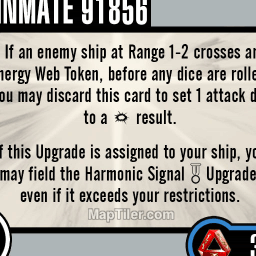 INMATE 91856
If an enemy ship at Range 1-2 crosses an
nergy Web Token, before any dice are rolle
ou may discard this card to set 1 attack d
to a result.
f this Upgrade is assigned to your ship, yo
may field the Harmonic Signal Upgrade
even if it exceeds your restrictions.
MapTiler.com